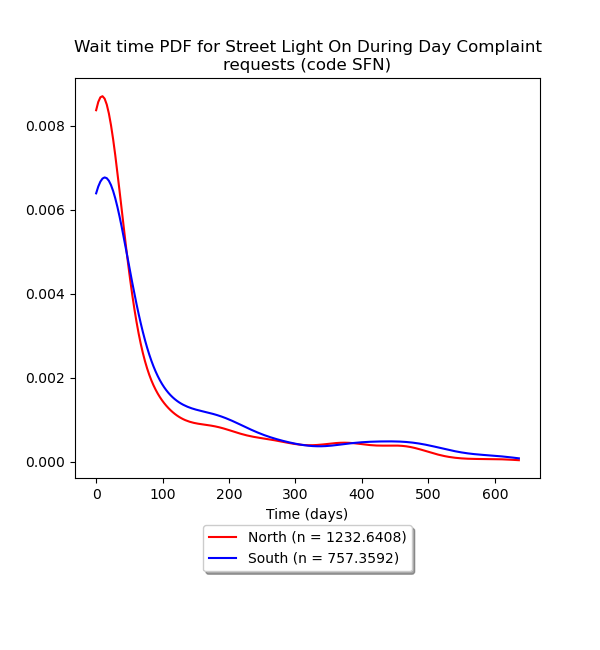 Wait time PDF for Street Light On During Day Complaint
requests (code SFN)
0.008
0.006
0.004
0.002
0.000
0 100 200 300 400 500 600
Time (days)
North (n = 1232.6408)
South (n = 757.3592)